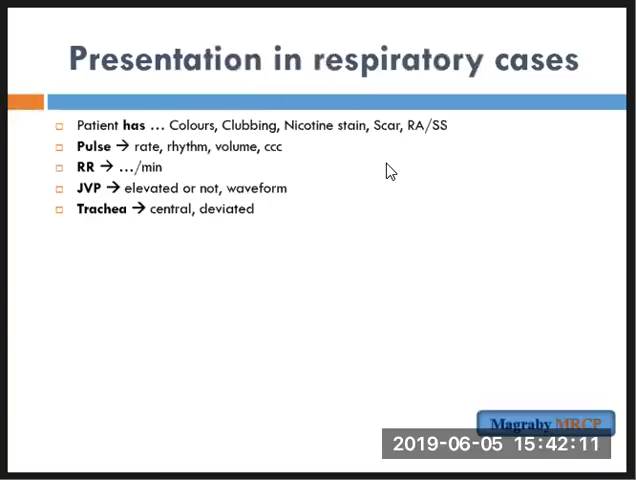 Presentation in respiratory cases
Patient has … Colours, Clubbing, Nicotine stain, Scar, RA/SS
Pulse → rate, rhythm, volume, ccc
RR → …/min
JVP → elevated or not, waveform
Trachea → central, deviated
Magraby MRCP
2019-06-05 15:42:11